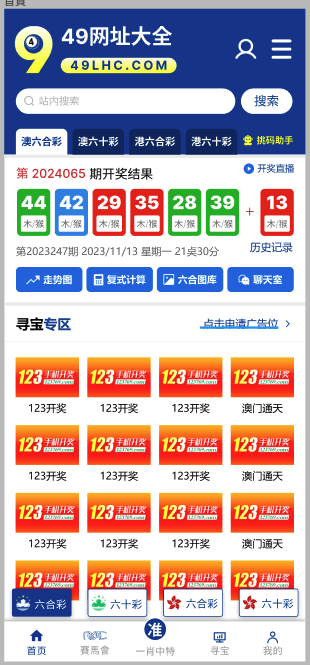 首頁
49网址大全
49LHC.COM
站内搜索
搜索
澳六合彩 澳六十彩 港六合彩 港六十彩 挑码助手
第 2024065 期开奖结果 开奖直播
44 42 29 35 28 39 + 13
木/猴 木/猴 木/猴 木/猴 木/猴 木/猴 木/猴
第2023247期 2023/11/13 星期一 21点30分 历史记录
走势图 复式计算 六合图库 聊天室
寻宝专区 点击申请广告位
123手机开奖 123手机开奖 123手机开奖 123手机开奖
123开奖 123开奖 123开奖 澳门通天
123手机开奖 123手机开奖 123手机开奖 123手机开奖
123开奖 123开奖 123开奖 澳门通天
123手机开奖 123手机开奖 123手机开奖 123手机开奖
123开奖 123开奖 123开奖 澳门通天
123手机开奖 123手机开奖 123手机开奖 123手机开奖
六合彩 六十彩 六合彩 六十彩
准
首页 賽馬會 一肖中特 寻宝 我的